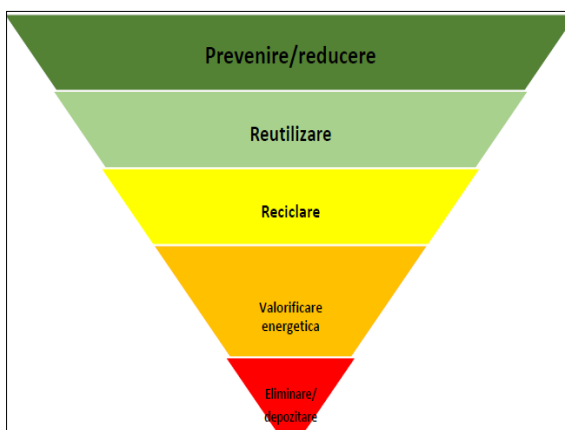 Prevenire/reducere
Reutilizare
Reciclare
Valorificare
energetica
Eliminare/
depozitare